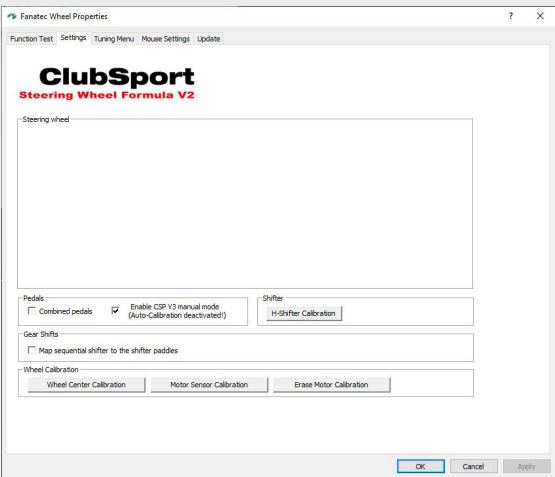 Fanatec Wheel Properties
Function Test Settings Tuning Menu Mouse Settings Update
ClubSport
Steering Wheel Formula V2
Steering wheel
Pedals
Combined pedals
Enable CSP V3 manual mode
(Auto-Calibration deactivated!)
Shifter
H-Shifter Calibration
Gear Shifts
Map sequential shifter to the shifter paddles
Wheel Calibration
Wheel Center Calibration Motor Sensor Calibration Erase Motor Calibration
OK Cancel Apply